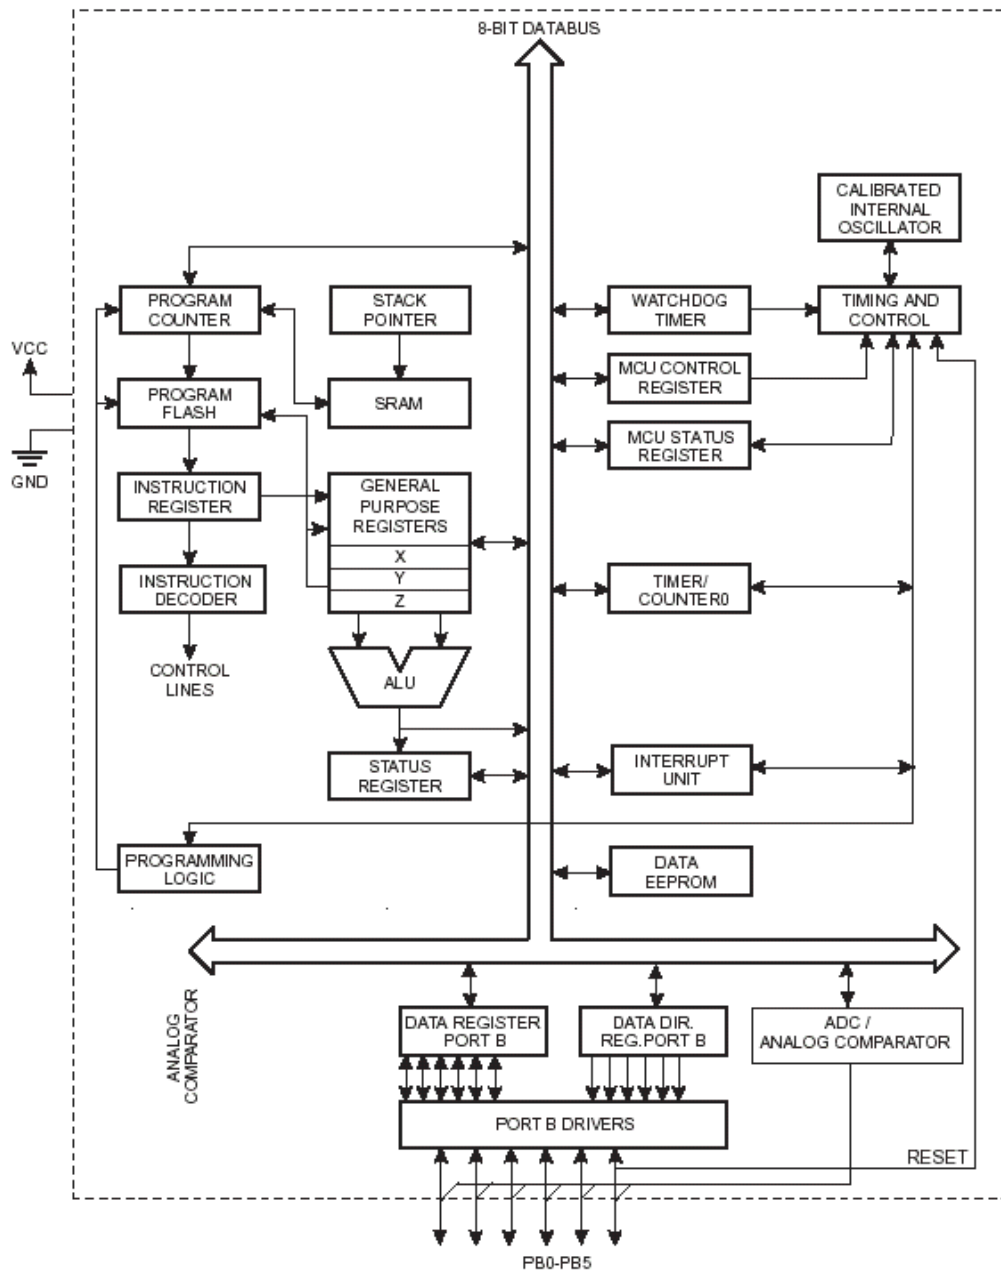 8-BIT DATABUS
CALIBRATED
INTERNAL
OSCILLATOR
PROGRAM
COUNTER
STACK
POINTER
WATCHDOG
TIMER
TIMING AND
CONTROL
VCC
PROGRAM
FLASH
SRAM
MCU CONTROL
REGISTER
MCU STATUS
REGISTER
GND
INSTRUCTION
REGISTER
GENERAL
PURPOSE
REGISTERS
X
Y
Z
INSTRUCTION
DECODER
TIMER/
COUNTER0
CONTROL
LINES
ALU
STATUS
REGISTER
INTERRUPT
UNIT
PROGRAMMING
LOGIC
DATA
EEPROM
ANALOG
COMPARATOR
DATA REGISTER
PORT B
DATA DIR.
REG.PORT B
ADC /
ANALOG COMPARATOR
PORT B DRIVERS
RESET
PB0-PB5